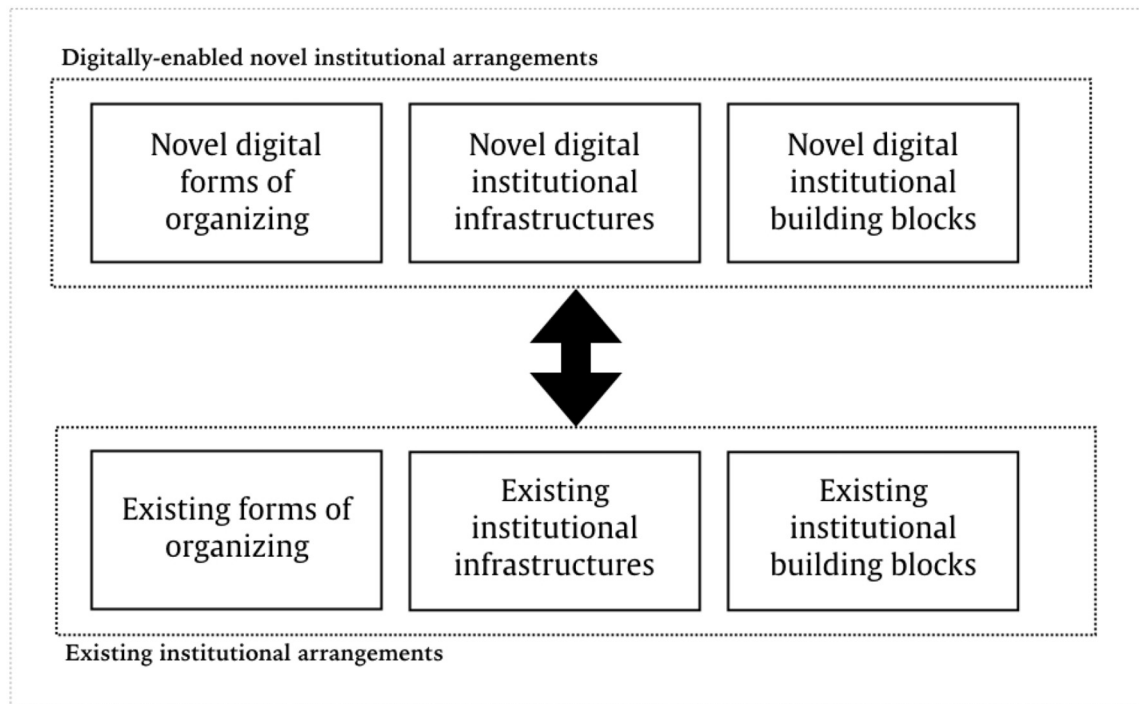 Digitally-enabled novel institutional arrangements
Novel digital
forms of
organizing
Novel digital
institutional
infrastructures
Novel digital
institutional
building blocks
Existing forms of
organizing
Existing
institutional
infrastructures
Existing
institutional
building blocks
Existing institutional arrangements